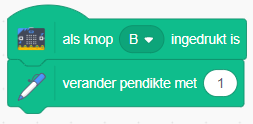 als knop B ingedrukt is
verander pendikte met 1